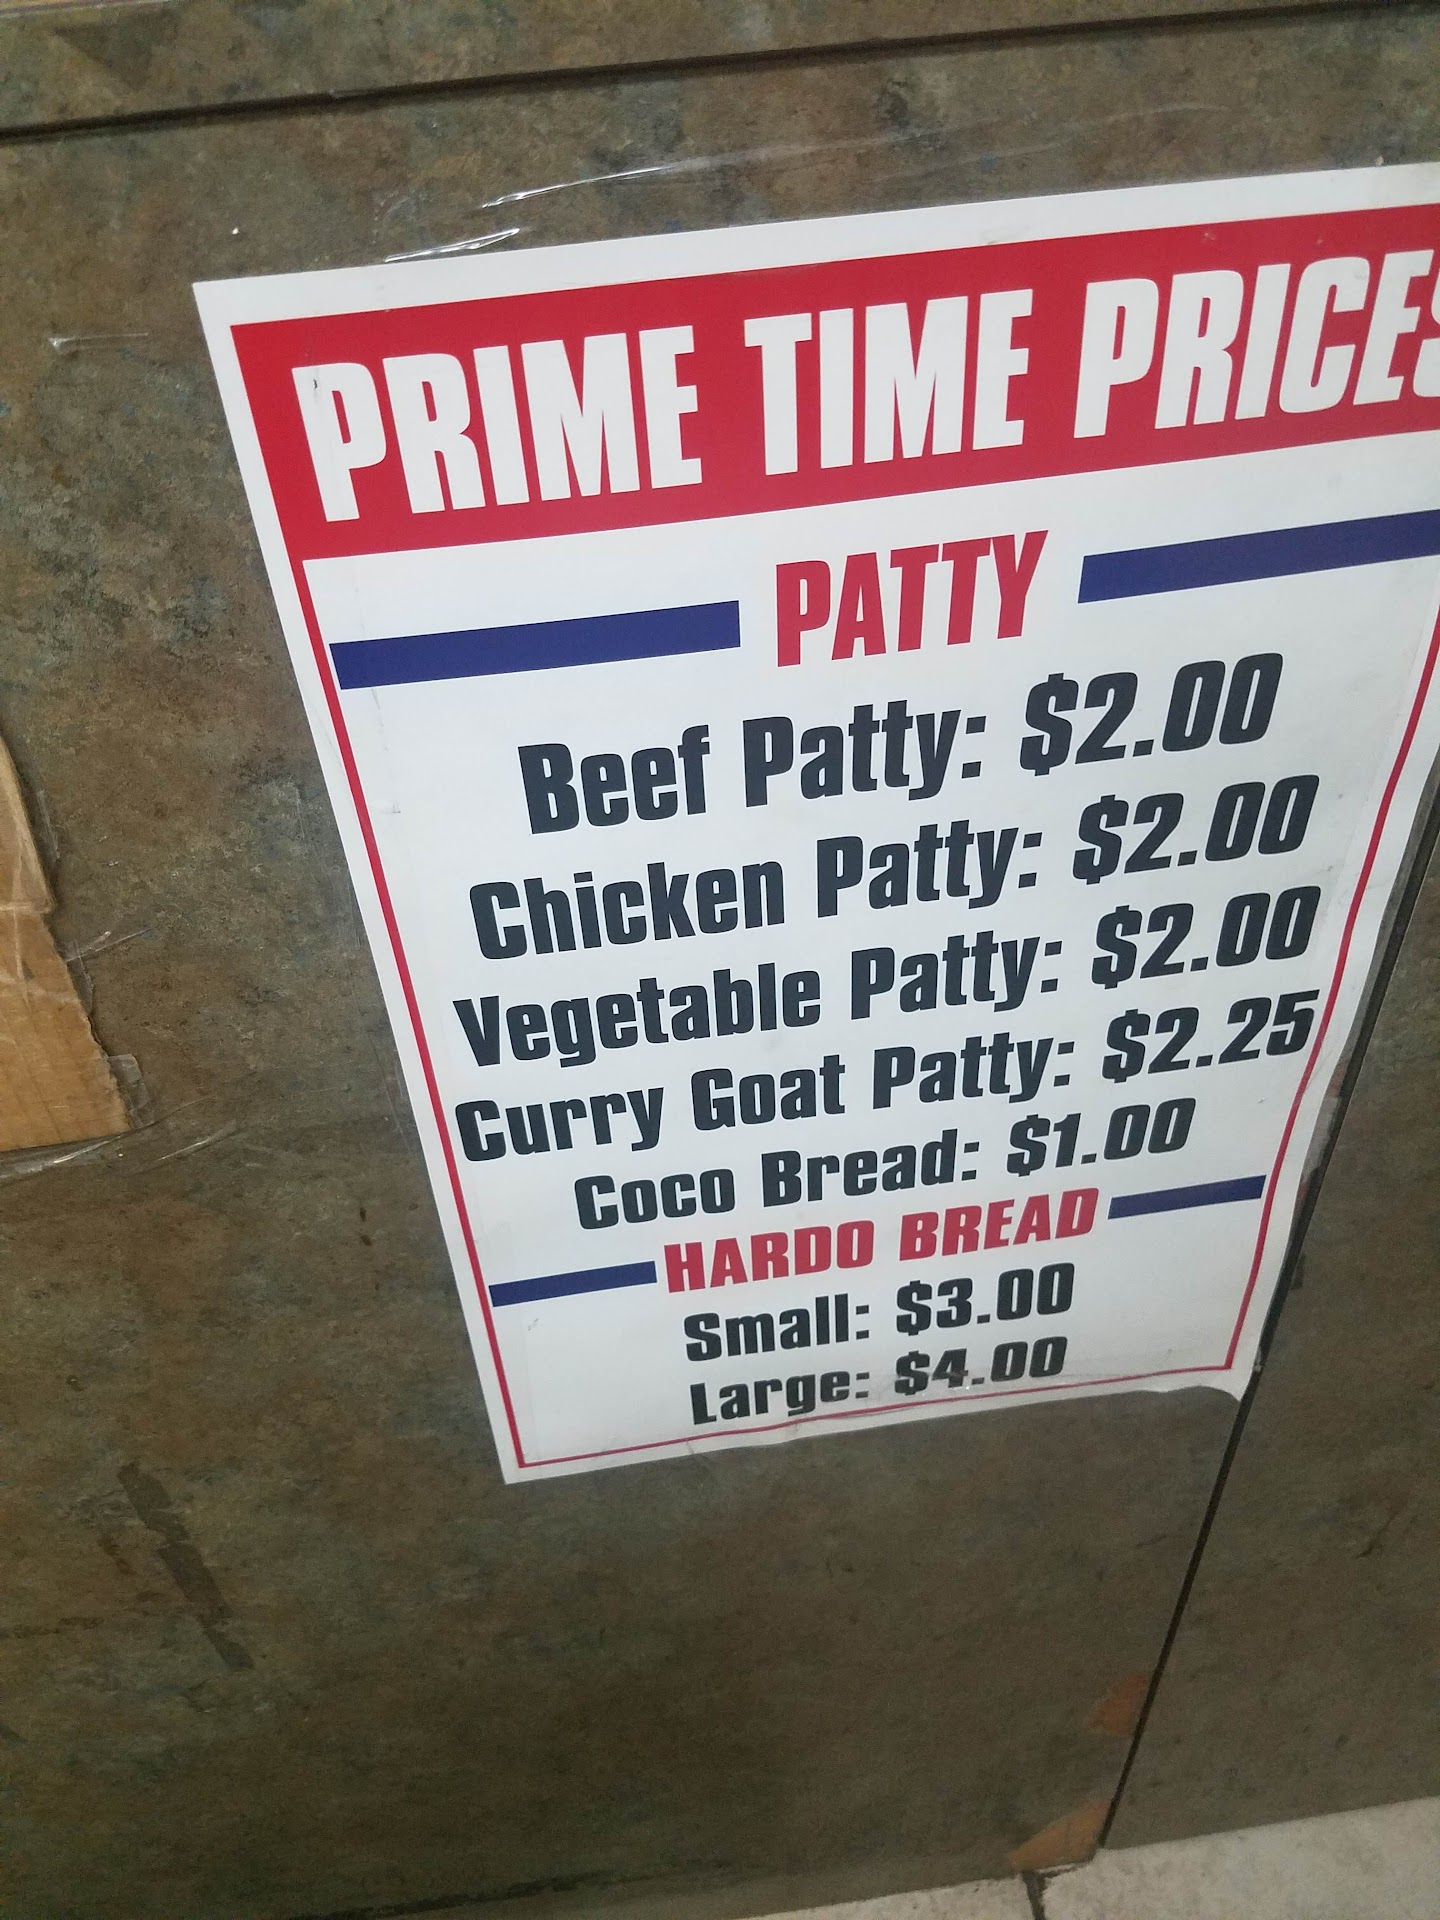 PRIME TIME PRICES
PATTY
Beef Patty: $2.00
Chicken Patty: $2.00
Vegetable Patty: $2.00
Curry Goat Patty: $2.25
Coco Bread: $1.00
HARDO BREAD
Small: $3.00
Large: $4.00